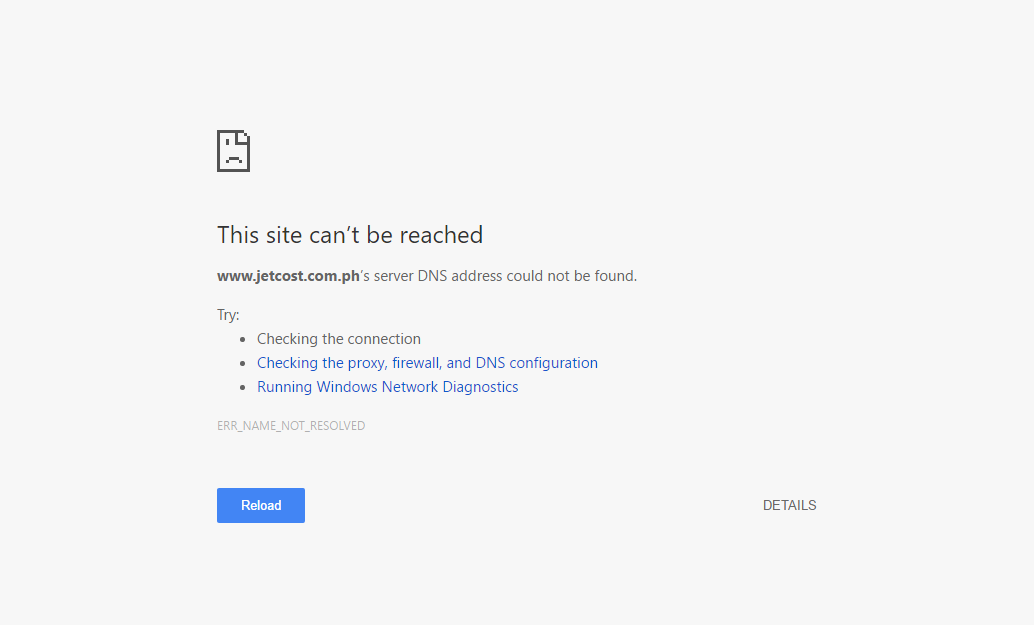 This site can’t be reached
www.jetcost.com.ph’s server DNS address could not be found.
Try:
Checking the connection
Checking the proxy, firewall, and DNS configuration
Running Windows Network Diagnostics
ERR_NAME_NOT_RESOLVED
Reload
DETAILS